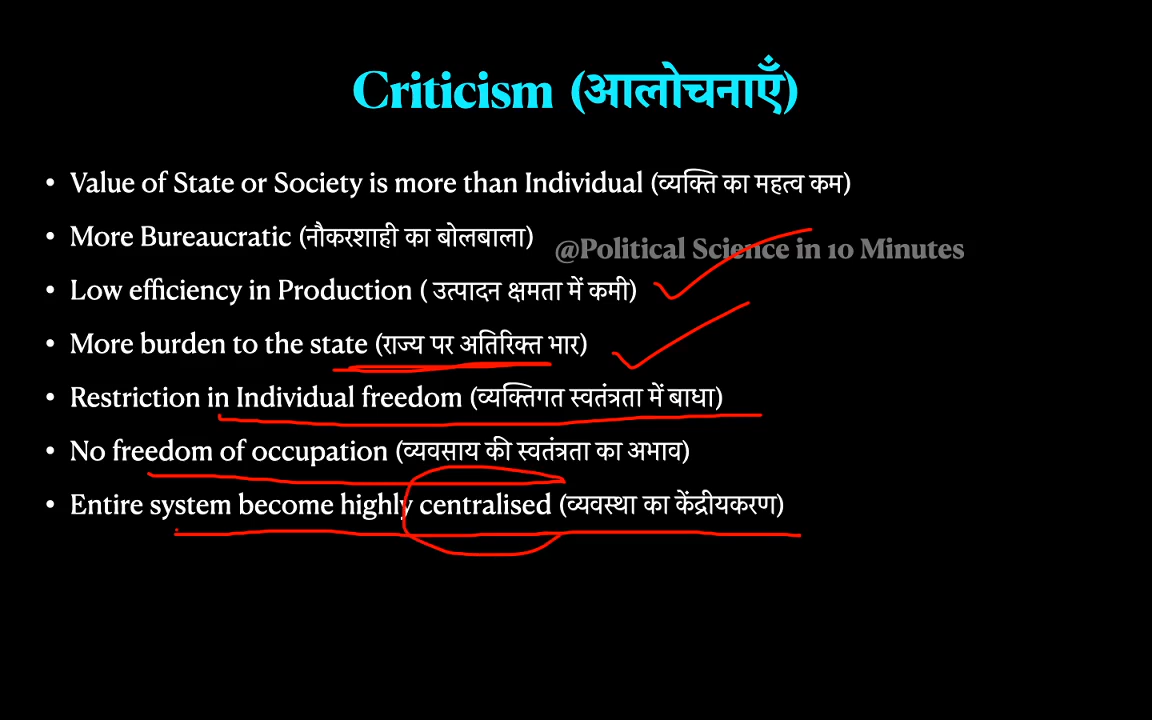 Criticism (आलोचनाएँ)
• Value of State or Society is more than Individual (व्यक्ति का महत्व कम)
• More Bureaucratic (नौकरशाही का बोलबाला)
@Political Science in 10 Minutes
• Low efficiency in Production ( उत्पादन क्षमता में कमी)
• More burden to the state (राज्य पर अतिरिक्त भार)
• Restriction in Individual freedom (व्यक्तिगत स्वतंत्रता में बाधा)
• No freedom of occupation (व्यवसाय की स्वतंत्रता का अभाव)
• Entire system become highly centralised (व्यवस्था का केंद्रीयकरण)